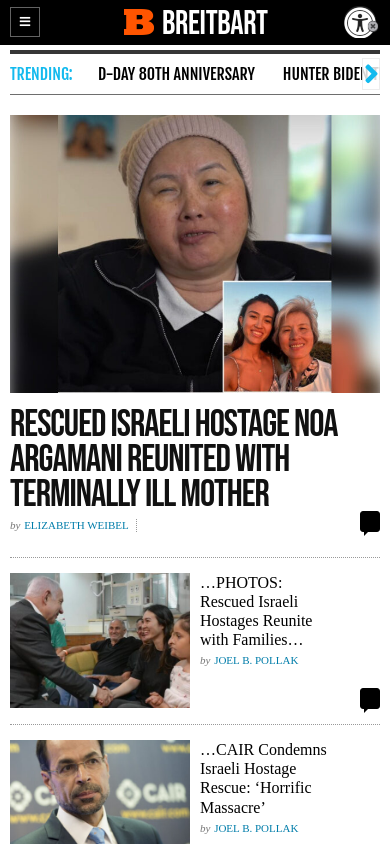 BREITBART
TRENDING: D-DAY 80TH ANNIVERSARY HUNTER BIDEN
RESCUED ISRAELI HOSTAGE NOA
ARGAMANI REUNITED WITH
TERMINALLY ILL MOTHER
by ELIZABETH WEIBEL
…PHOTOS:
Rescued Israeli
Hostages Reunite
with Families…
by JOEL B. POLLAK
CAIR
…CAIR Condemns
Israeli Hostage
Rescue: ‘Horrific
Massacre’
by JOEL B. POLLAK